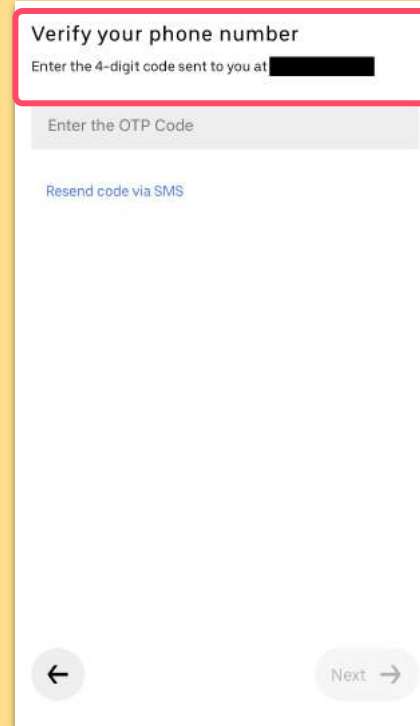 Verify your phone number
Enter the 4-digit code sent to you at
Enter the OTP Code
Resend code via SMS
Next